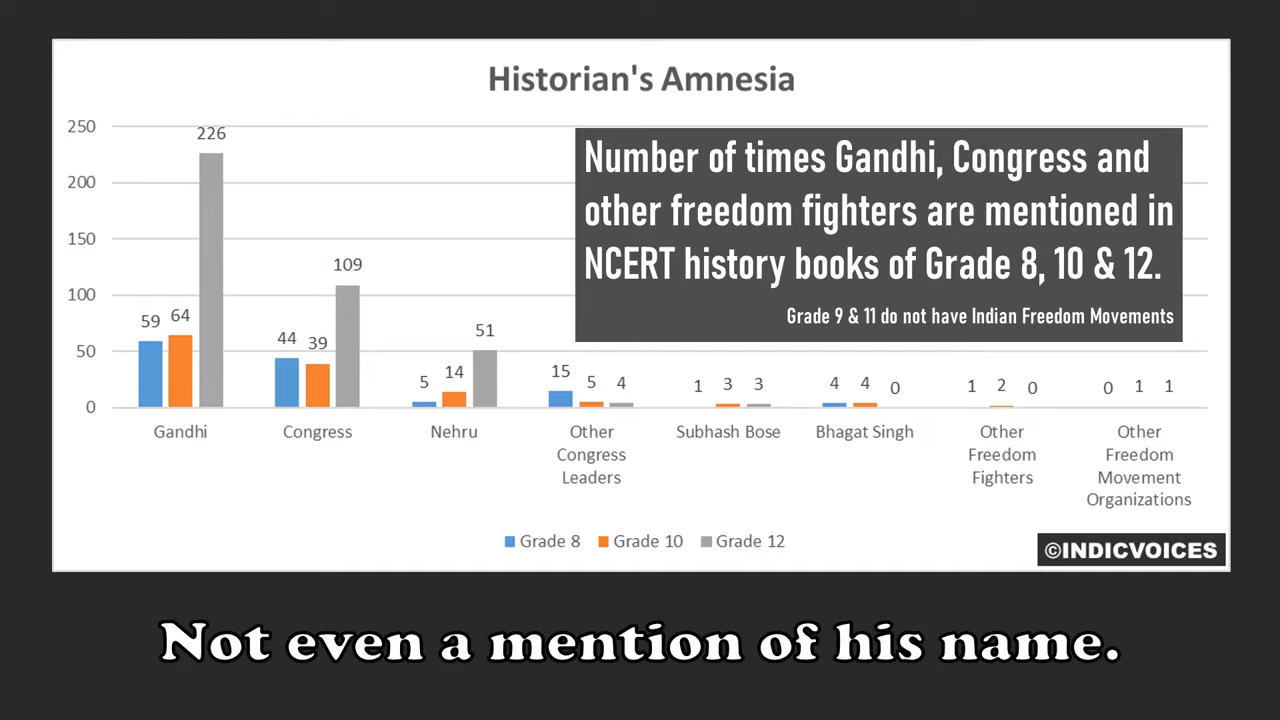 Historian's Amnesia
Number of times Gandhi, Congress and
other freedom fighters are mentioned in
NCERT history books of Grade 8, 10 & 12.
Grade 9 & 11 do not have Indian Freedom Movements
250
200
150
100
50
0
59 64 226
44 39 109
5 14 51
15 5 4
1 3 3
4 4 0
1 2 0
0 1 1
Gandhi
Congress
Nehru
Other
Congress
Leaders
Subhash Bose
Bhagat Singh
Other
Freedom
Fighters
Other
Freedom
Movement
Organizations
Grade 8 Grade 10 Grade 12
©INDICVOICES
Not even a mention of his name.